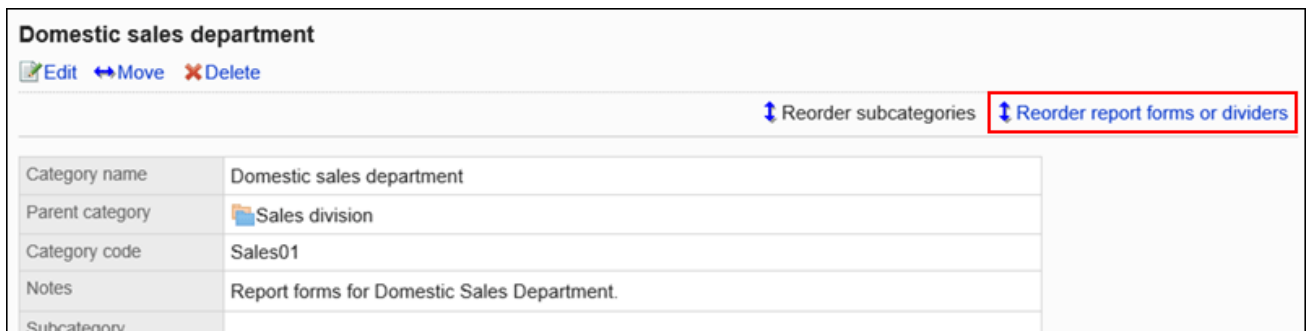 Domestic sales department
Edit Move Delete
Reorder subcategories Reorder report forms or dividers
Category name Domestic sales department
Parent category Sales division
Category code Sales01
Notes Report forms for Domestic Sales Department.
Subcategory